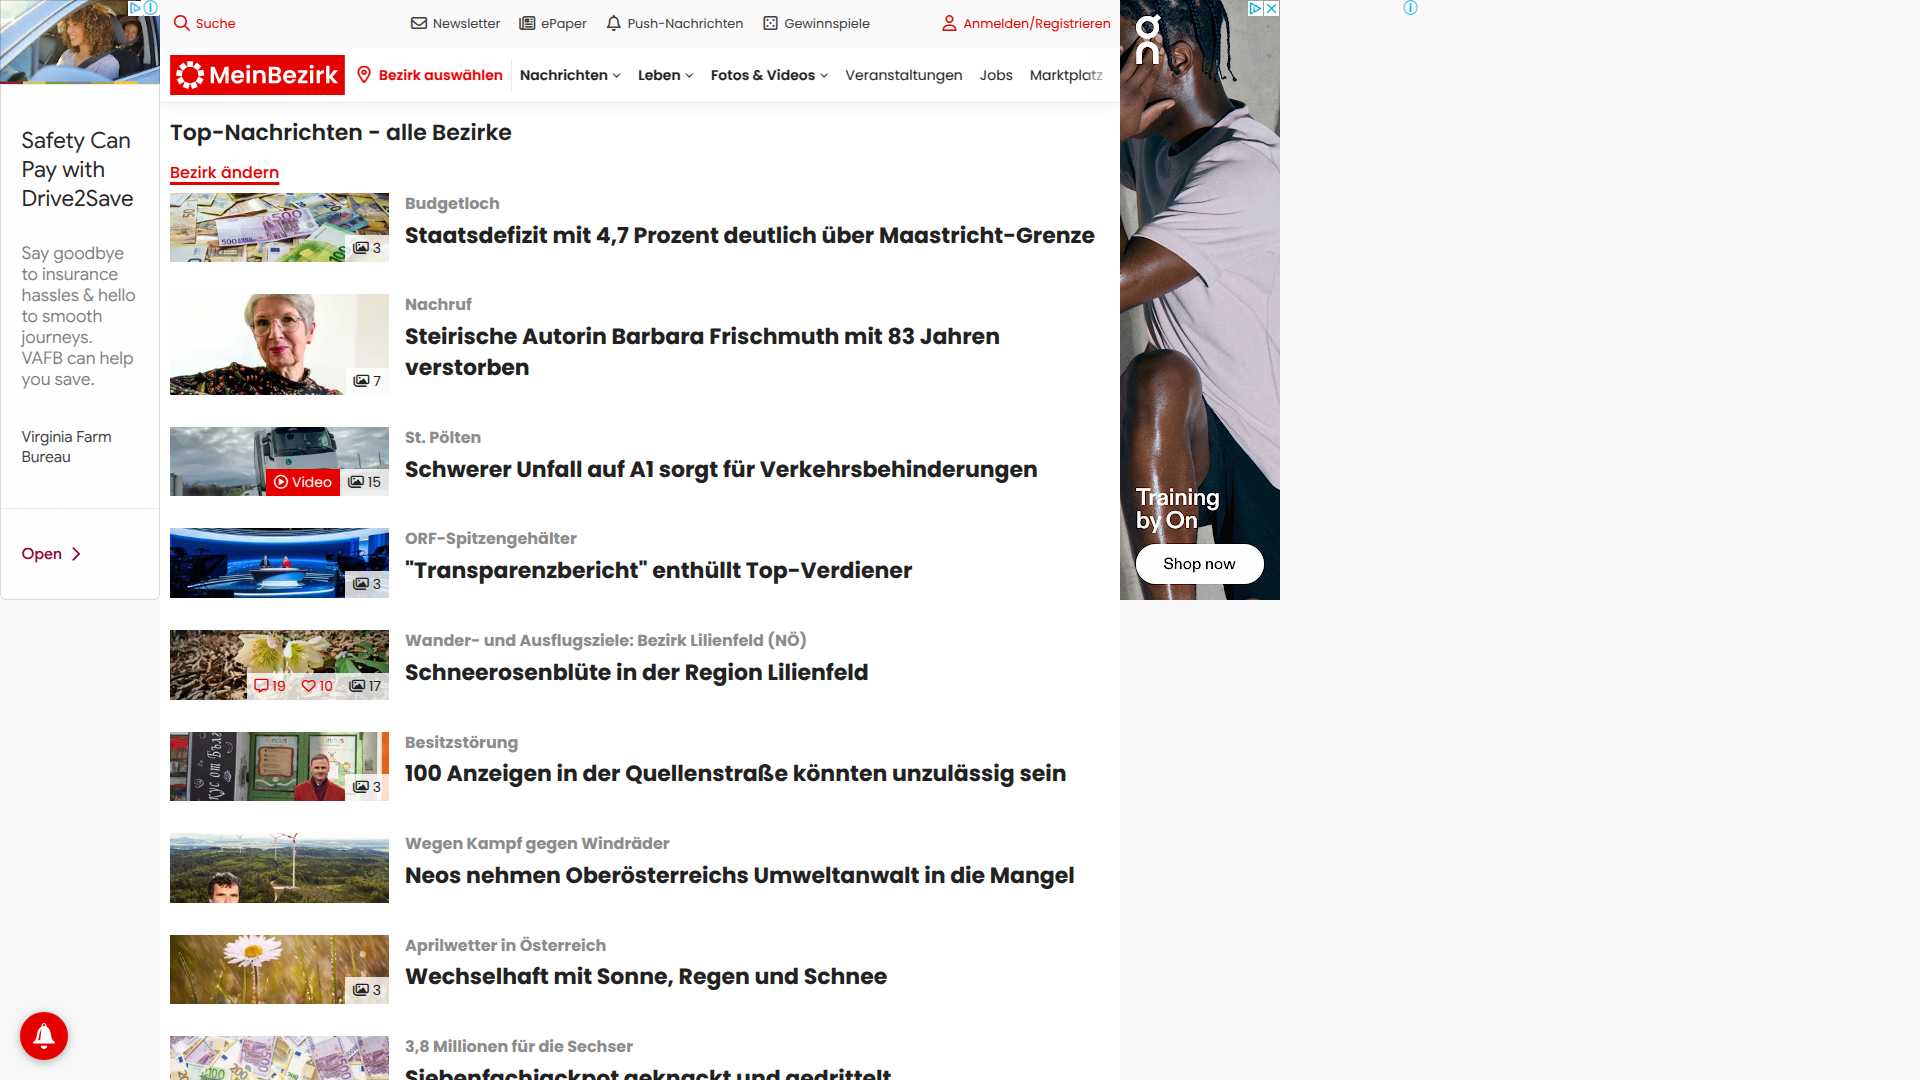 Suche
Newsletter
ePaper
Push-Nachrichten
Gewinnspiele
Anmelden/Registrieren
MeinBezirk
Bezirk auswählen
Nachrichten
Leben
Fotos & Videos
Veranstaltungen
Jobs
Marktplatz
Safety Can
Pay with
Drive2Save
Say goodbye
to insurance
hassles & hello
to smooth
journeys.
VAFB can help
you save.
Virginia Farm
Bureau
Open
Top-Nachrichten - alle Bezirke
Bezirk ändern
3
Budgetloch
Staatsdefizit mit 4,7 Prozent deutlich über Maastricht-Grenze
7
Nachruf
Steirische Autorin Barbara Frischmuth mit 83 Jahren
verstorben
Video 15
St. Pölten
Schwerer Unfall auf A1 sorgt für Verkehrsbehinderungen
3
ORF-Spitzengehälter
"Transparenzbericht" enthüllt Top-Verdiener
19 10 17
Wander- und Ausflugsziele: Bezirk Lilienfeld (NÖ)
Schneerosenblüte in der Region Lilienfeld
3
Besitzstörung
100 Anzeigen in der Quellenstraße könnten unzulässig sein
Wegen Kampf gegen Windräder
Neos nehmen Oberösterreichs Umweltanwalt in die Mangel
3
Aprilwetter in Österreich
Wechselhaft mit Sonne, Regen und Schnee
3,8 Millionen für die Sechser
Siebenfachjackpot geknackt und gedrittelt
on
Training
by On
Shop now